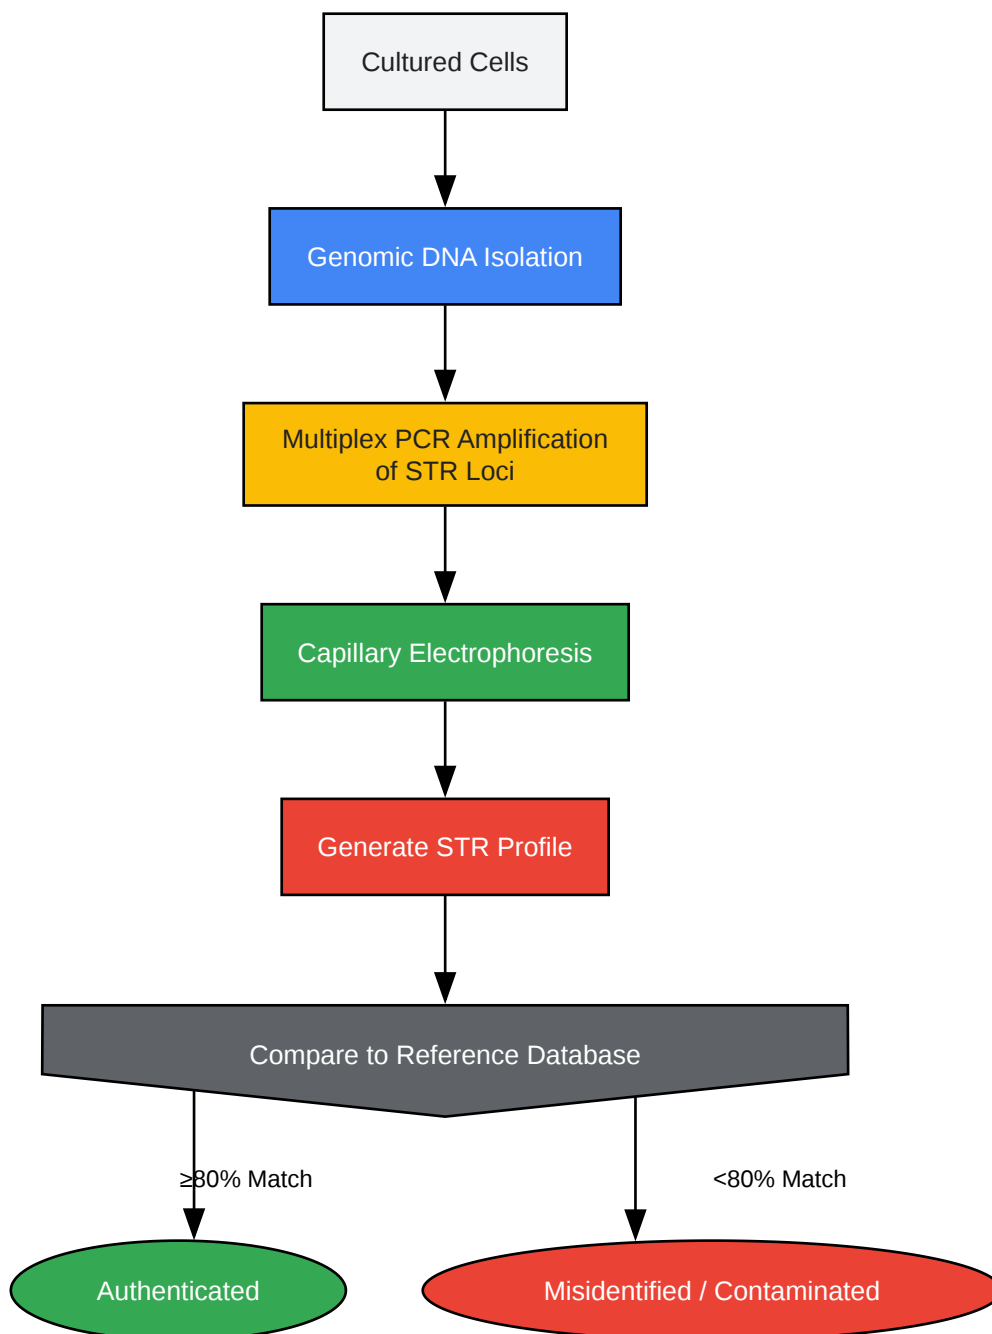 Cultured Cells
Genomic DNA Isolation
Multiplex PCR Amplification
of STR Loci
Capillary Electrophoresis
Generate STR Profile
Compare to Reference Database
≥80% Match
<80% Match
Authenticated
Misidentified / Contaminated